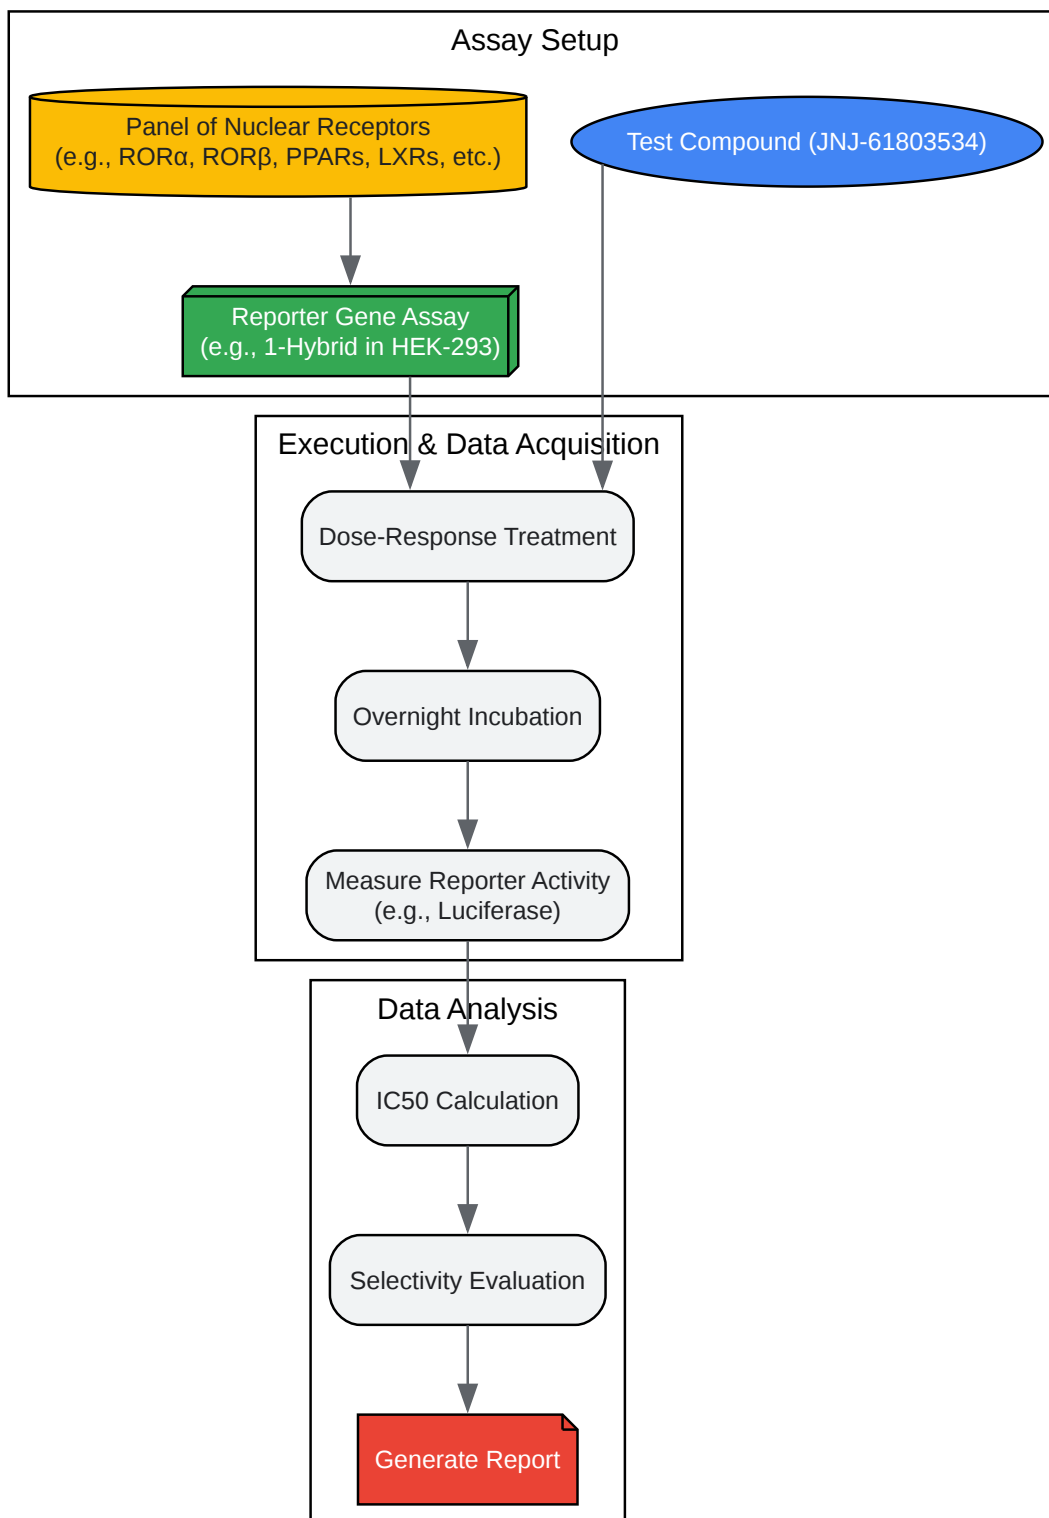 Assay Setup
Panel of Nuclear Receptors
(e.g., RORα, RORβ, PPARs, LXRs, etc.)
Test Compound (JNJ-61803534)
Reporter Gene Assay
(e.g., 1-Hybrid in HEK-293)
Execution & Data Acquisition
Dose-Response Treatment
Overnight Incubation
Measure Reporter Activity
(e.g., Luciferase)
Data Analysis
IC50 Calculation
Selectivity Evaluation
Generate Report